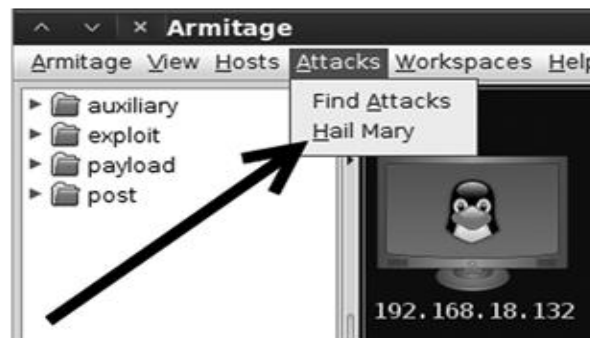 Armitage
Armitage View Hosts Attacks Workspaces Help
auxiliary
exploit
payload
post
Find Attacks
Hail Mary
192.168.18.132